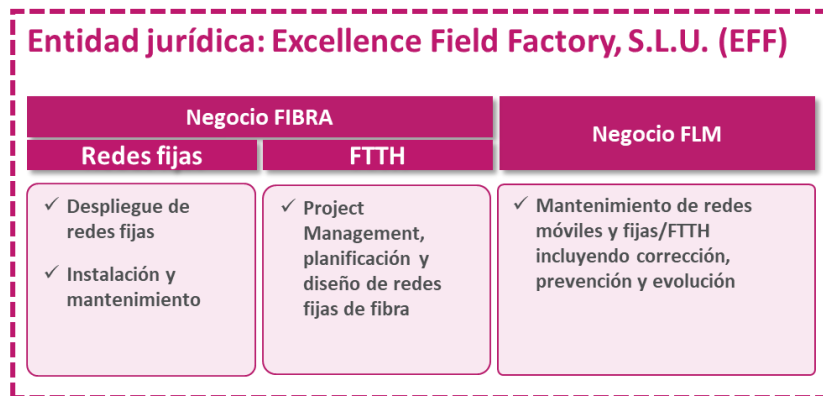 Entidad jurídica: Excellence Field Factory, S.L.U. (EFF)
Negocio FIBRA
Negocio FLM
Redes fijas
FTTH
✓ Despliegue de
redes fijas
✓ Instalación y
mantenimiento
✓ Project
Management,
planificación y
diseño de redes
fijas de fibra
✓ Mantenimiento de redes
móviles y fijas/FTTH
incluyendo corrección,
prevención y evolución